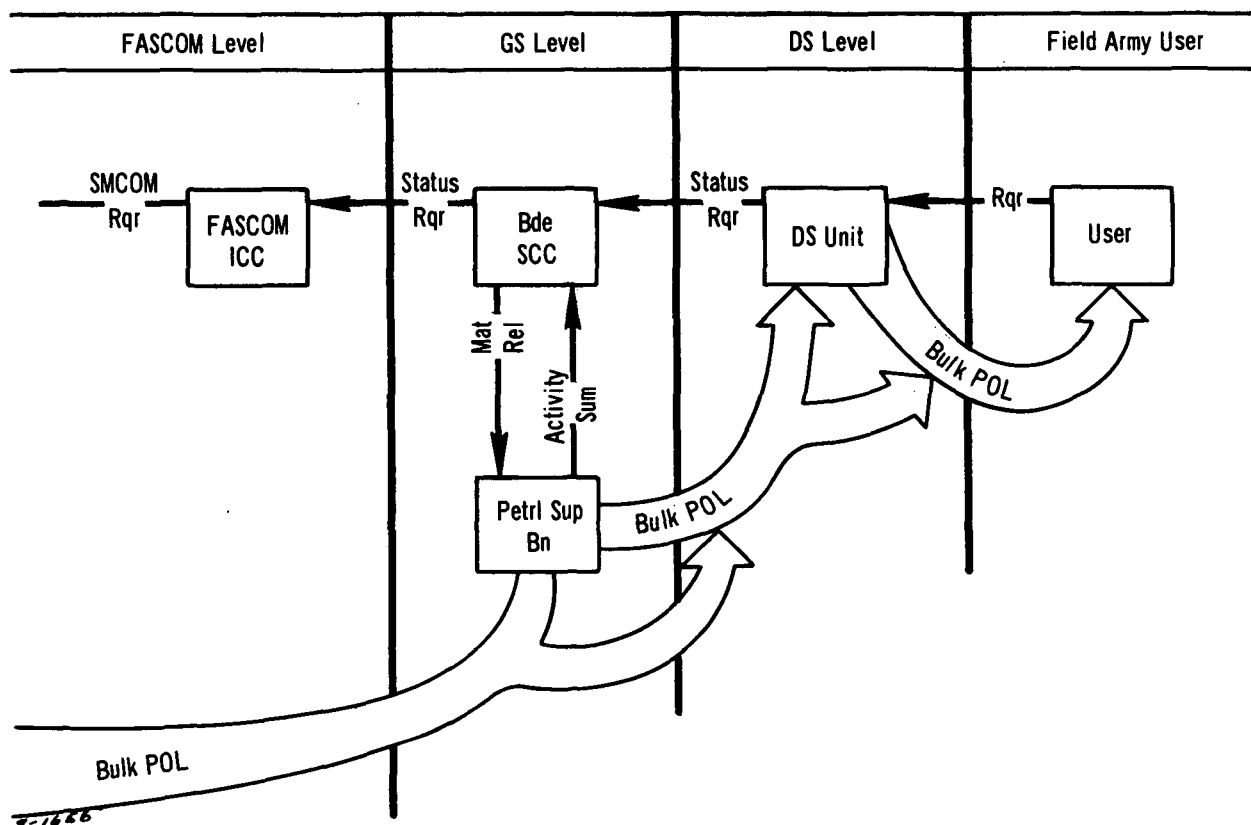 FASCOM Level
GS Level
DS Level
Field Army User
SMCOM
Rqr
FASCOM
ICC
Status
Rqr
Bde
SCC
Status
Rqr
DS Unit
Rqr
User
Mat
Rel
Activity
Sum
Bulk POL
Petrl Sup
Bn
Bulk POL
Bulk POL